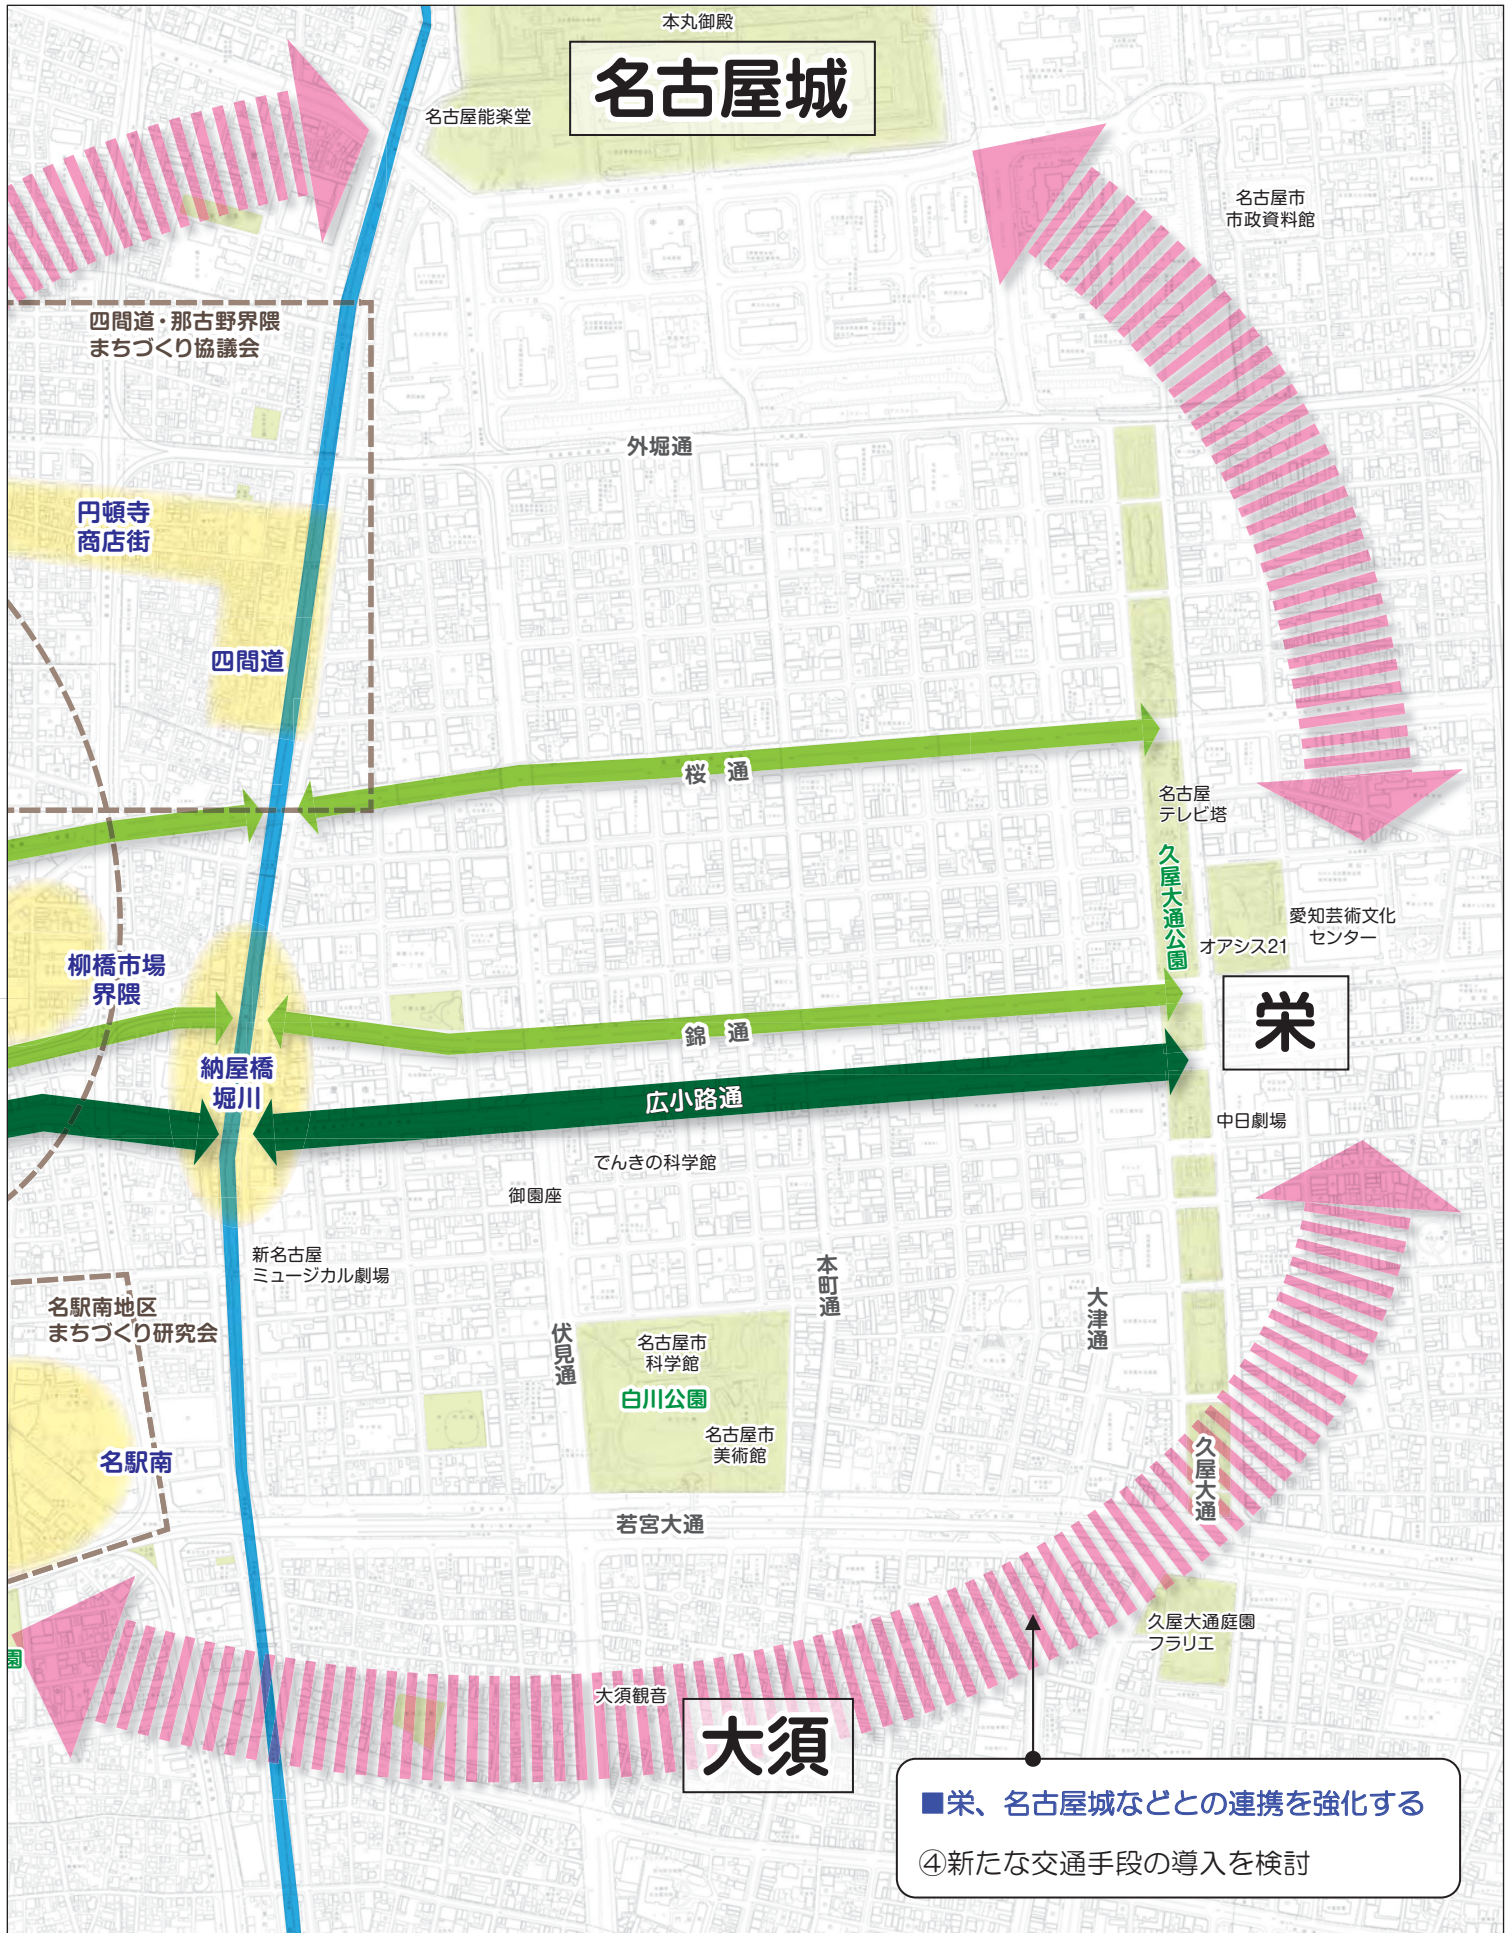 本丸御殿
名古屋城
名古屋能楽堂
名古屋市
市政資料館
四間道・那古野界隈
まちづくり協議会
外堀通
円頓寺
商店街
四間道
桜 通
名古屋
テレビ塔
久屋大通公園
愛知芸術文化
センター
オアシス21
柳橋市場
界隈
栄
錦 通
納屋橋
堀川
広小路通
中日劇場
でんきの科学館
御園座
新名古屋
ミュージカル劇場
本町通
大津通
名駅南地区
まちづくり研究会
伏見通
名古屋市
科学館
白川公園
名古屋市
美術館
名駅南
久屋大通
若宮大通
久屋大通庭園
フラリエ
園
大須観音
大須
■栄、名古屋城などとの連携を強化する
④新たな交通手段の導入を検討